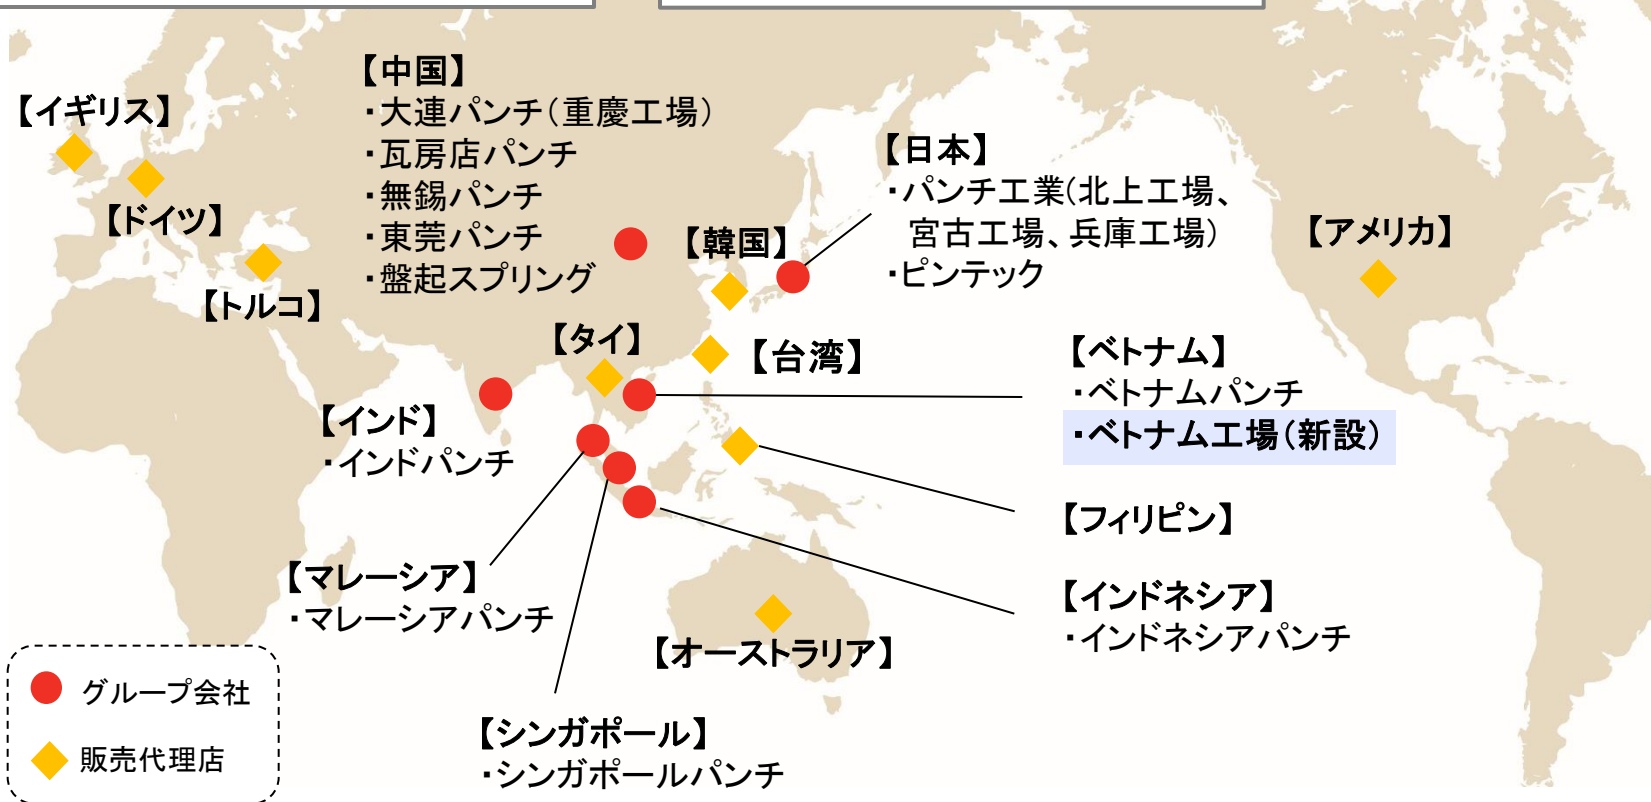 【イギリス】
【ドイツ】
【トルコ】
【中国】
・大連パンチ（重慶工場）
・瓦房店パンチ
・無錫パンチ
・東莞パンチ
・盤起スプリング
【韓国】
【日本】
・パンチ工業(北上工場、
宮古工場、兵庫工場)
・ピンテック
【アメリカ】
【タイ】
【台湾】
【ベトナム】
・ベトナムパンチ
・ベトナム工場（新設）
【インド】
・インドパンチ
【フィリピン】
【マレーシア】
・マレーシアパンチ
【インドネシア】
・インドネシアパンチ
【オーストラリア】
【シンガポール】
・シンガポールパンチ
グループ会社
販売代理店